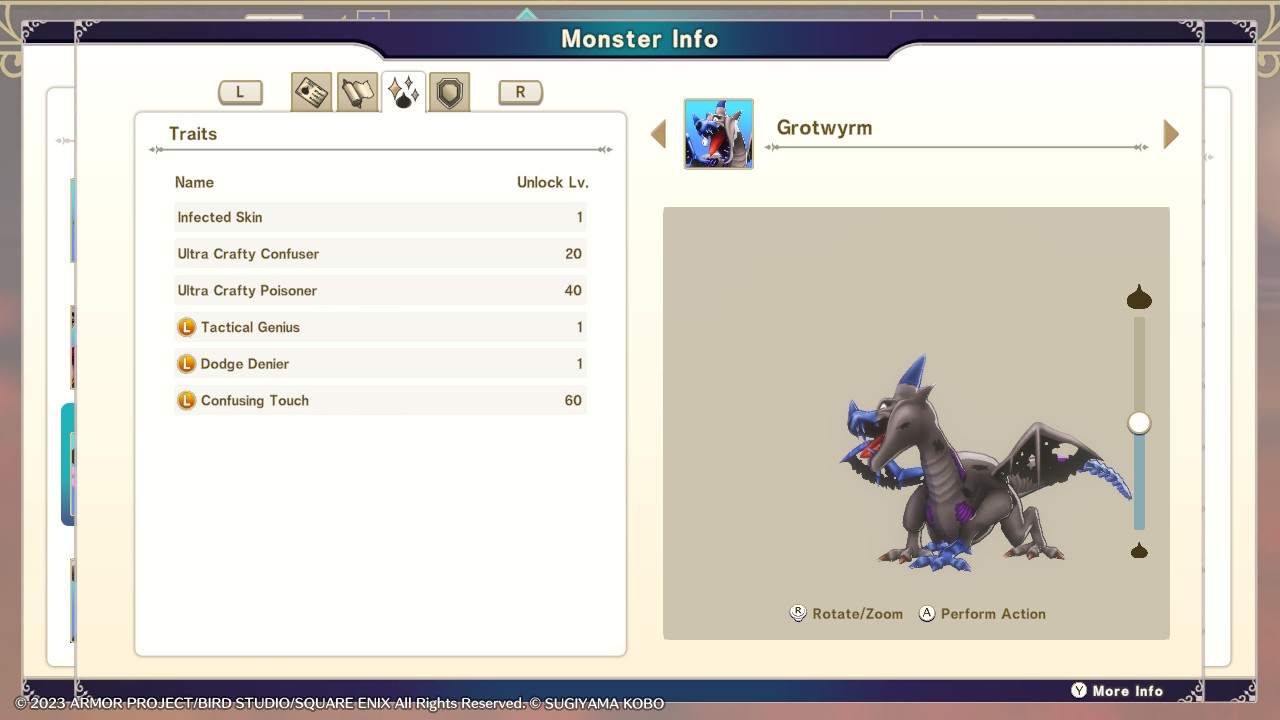 Monster Info
L
R
Traits
Name Unlock Lv.
Infected Skin 1
Ultra Crafty Confuser 20
Ultra Crafty Poisoner 40
L Tactical Genius 1
L Dodge Denier 1
L Confusing Touch 60
Grotwyrm
R Rotate/Zoom A Perform Action
Y More Info
© 2023 ARMOR PROJECT/BIRD STUDIO/SQUARE ENIX All Rights Reserved. © SUGIYAMA KOBO